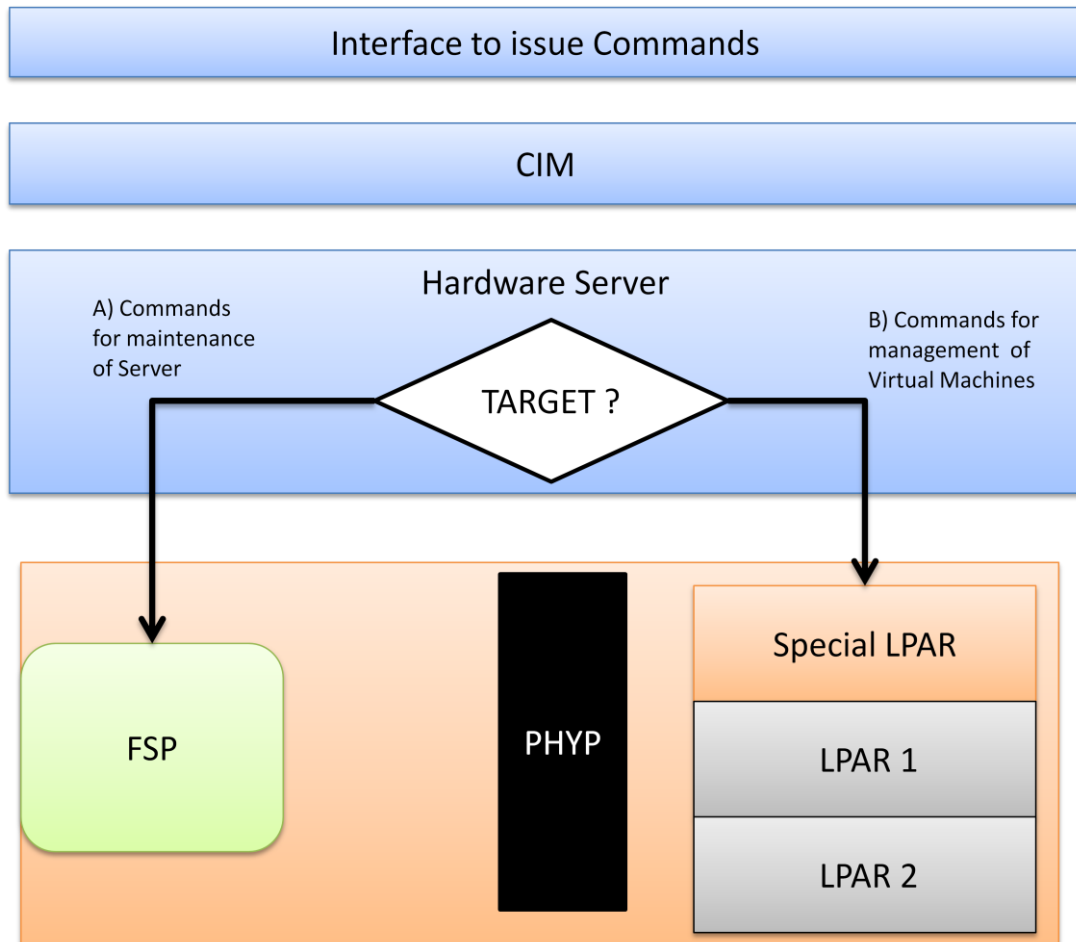 Interface to issue Commands
CIM
Hardware Server
A) Commands
for maintenance
of Server
B) Commands for
management of
Virtual Machines
TARGET ?
FSP
PHYP
Special LPAR
LPAR 1
LPAR 2